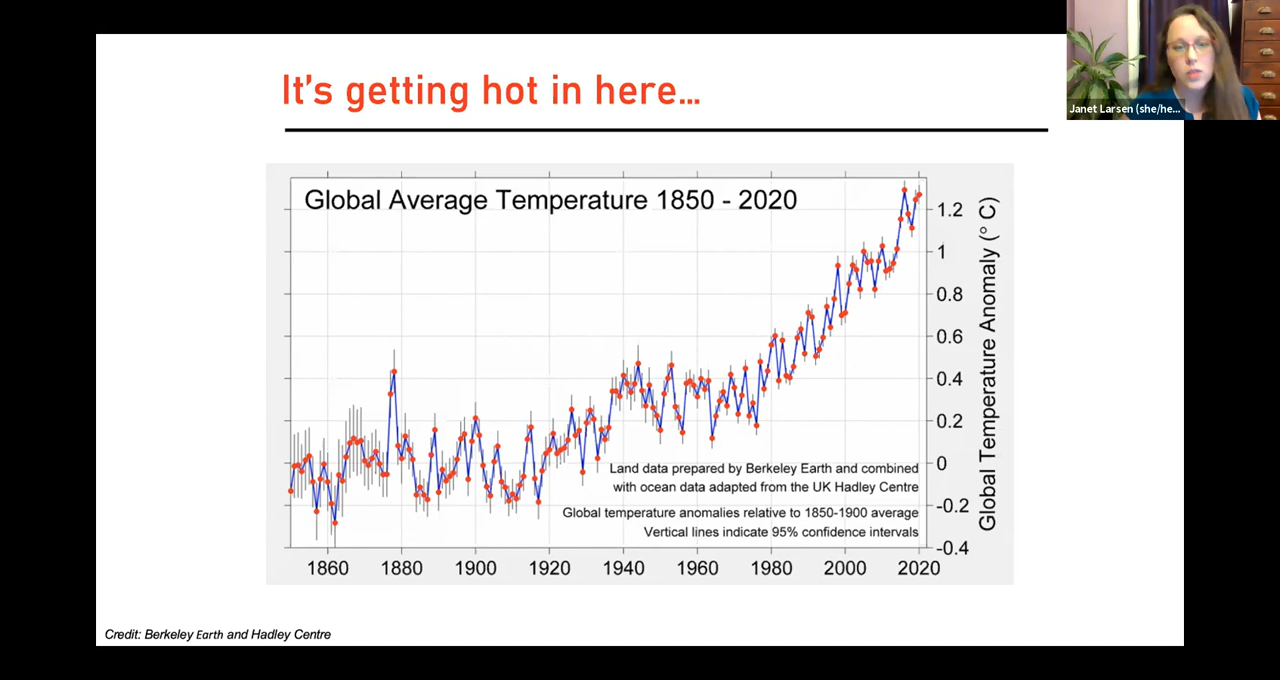 It's getting hot in here...
Janet Larsen (she/he...
Global Average Temperature 1850 - 2020
1.2
1
0.8
0.6
0.4
0.2
0
-0.2
-0.4
Global Temperature Anomaly (° C)
Land data prepared by Berkeley Earth and combined
with ocean data adapted from the UK Hadley Centre
Global temperature anomalies relative to 1850-1900 average
Vertical lines indicate 95% confidence intervals
1860 1880 1900 1920 1940 1960 1980 2000 2020
Credit: Berkeley Earth and Hadley Centre